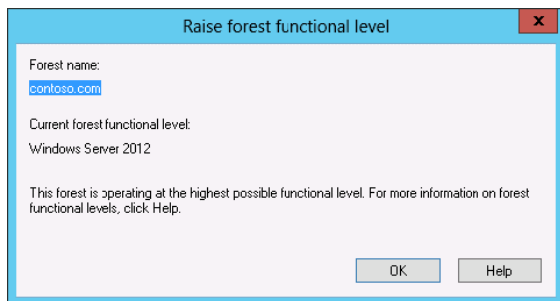 Raise forest functional level
x
Forest name:
contoso.com
Current forest functional level:
Windows Server 2012
This forest is operating at the highest possible functional level. For more information on forest
functional levels, click Help.
OK
Help